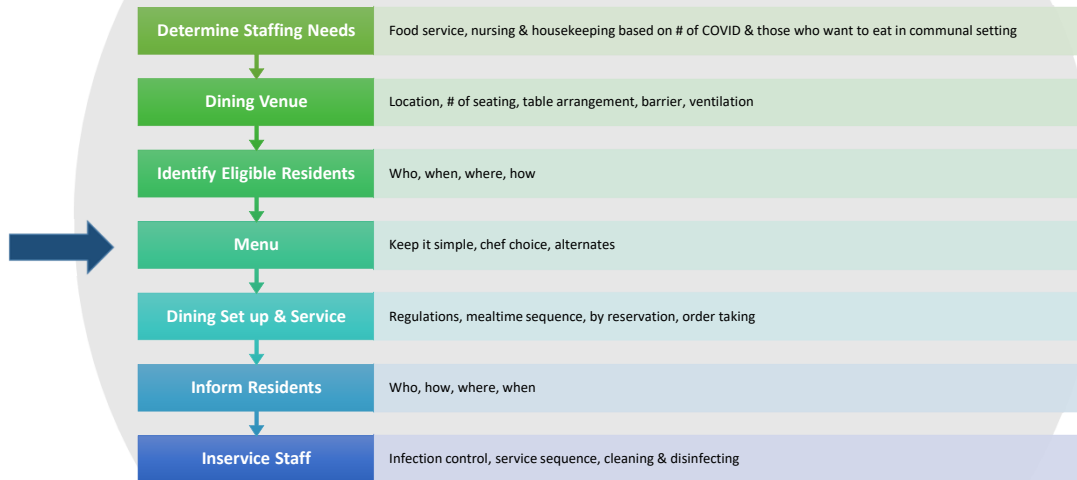 Determine Staffing Needs
Food service, nursing & housekeeping based on # of COVID & those who want to eat in communal setting
Dining Venue
Location, # of seating, table arrangement, barrier, ventilation
Identify Eligible Residents
Who, when, where, how
Menu
Keep it simple, chef choice, alternates
Dining Set up & Service
Regulations, mealtime sequence, by reservation, order taking
Inform Residents
Who, how, where, when
Inservice Staff
Infection control, service sequence, cleaning & disinfecting